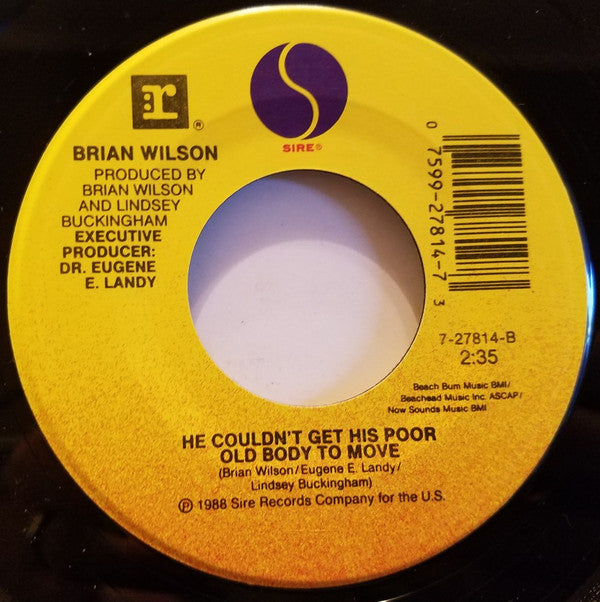 r®
SIRE®
BRIAN WILSON
PRODUCED BY
BRIAN WILSON
AND LINDSEY
BUCKINGHAM
EXECUTIVE
PRODUCER:
DR. EUGENE
E. LANDY
0 7599-27814-7 3
7-27814-B
2:35
Beach Bum Music BMI/
Beachead Music Inc. ASCAP/
Now Sounds Music BMI
HE COULDN'T GET HIS POOR
OLD BODY TO MOVE
(Brian Wilson/Eugene E. Landy/
Lindsey Buckingham)
℗ 1988 Sire Records Company for the U.S.